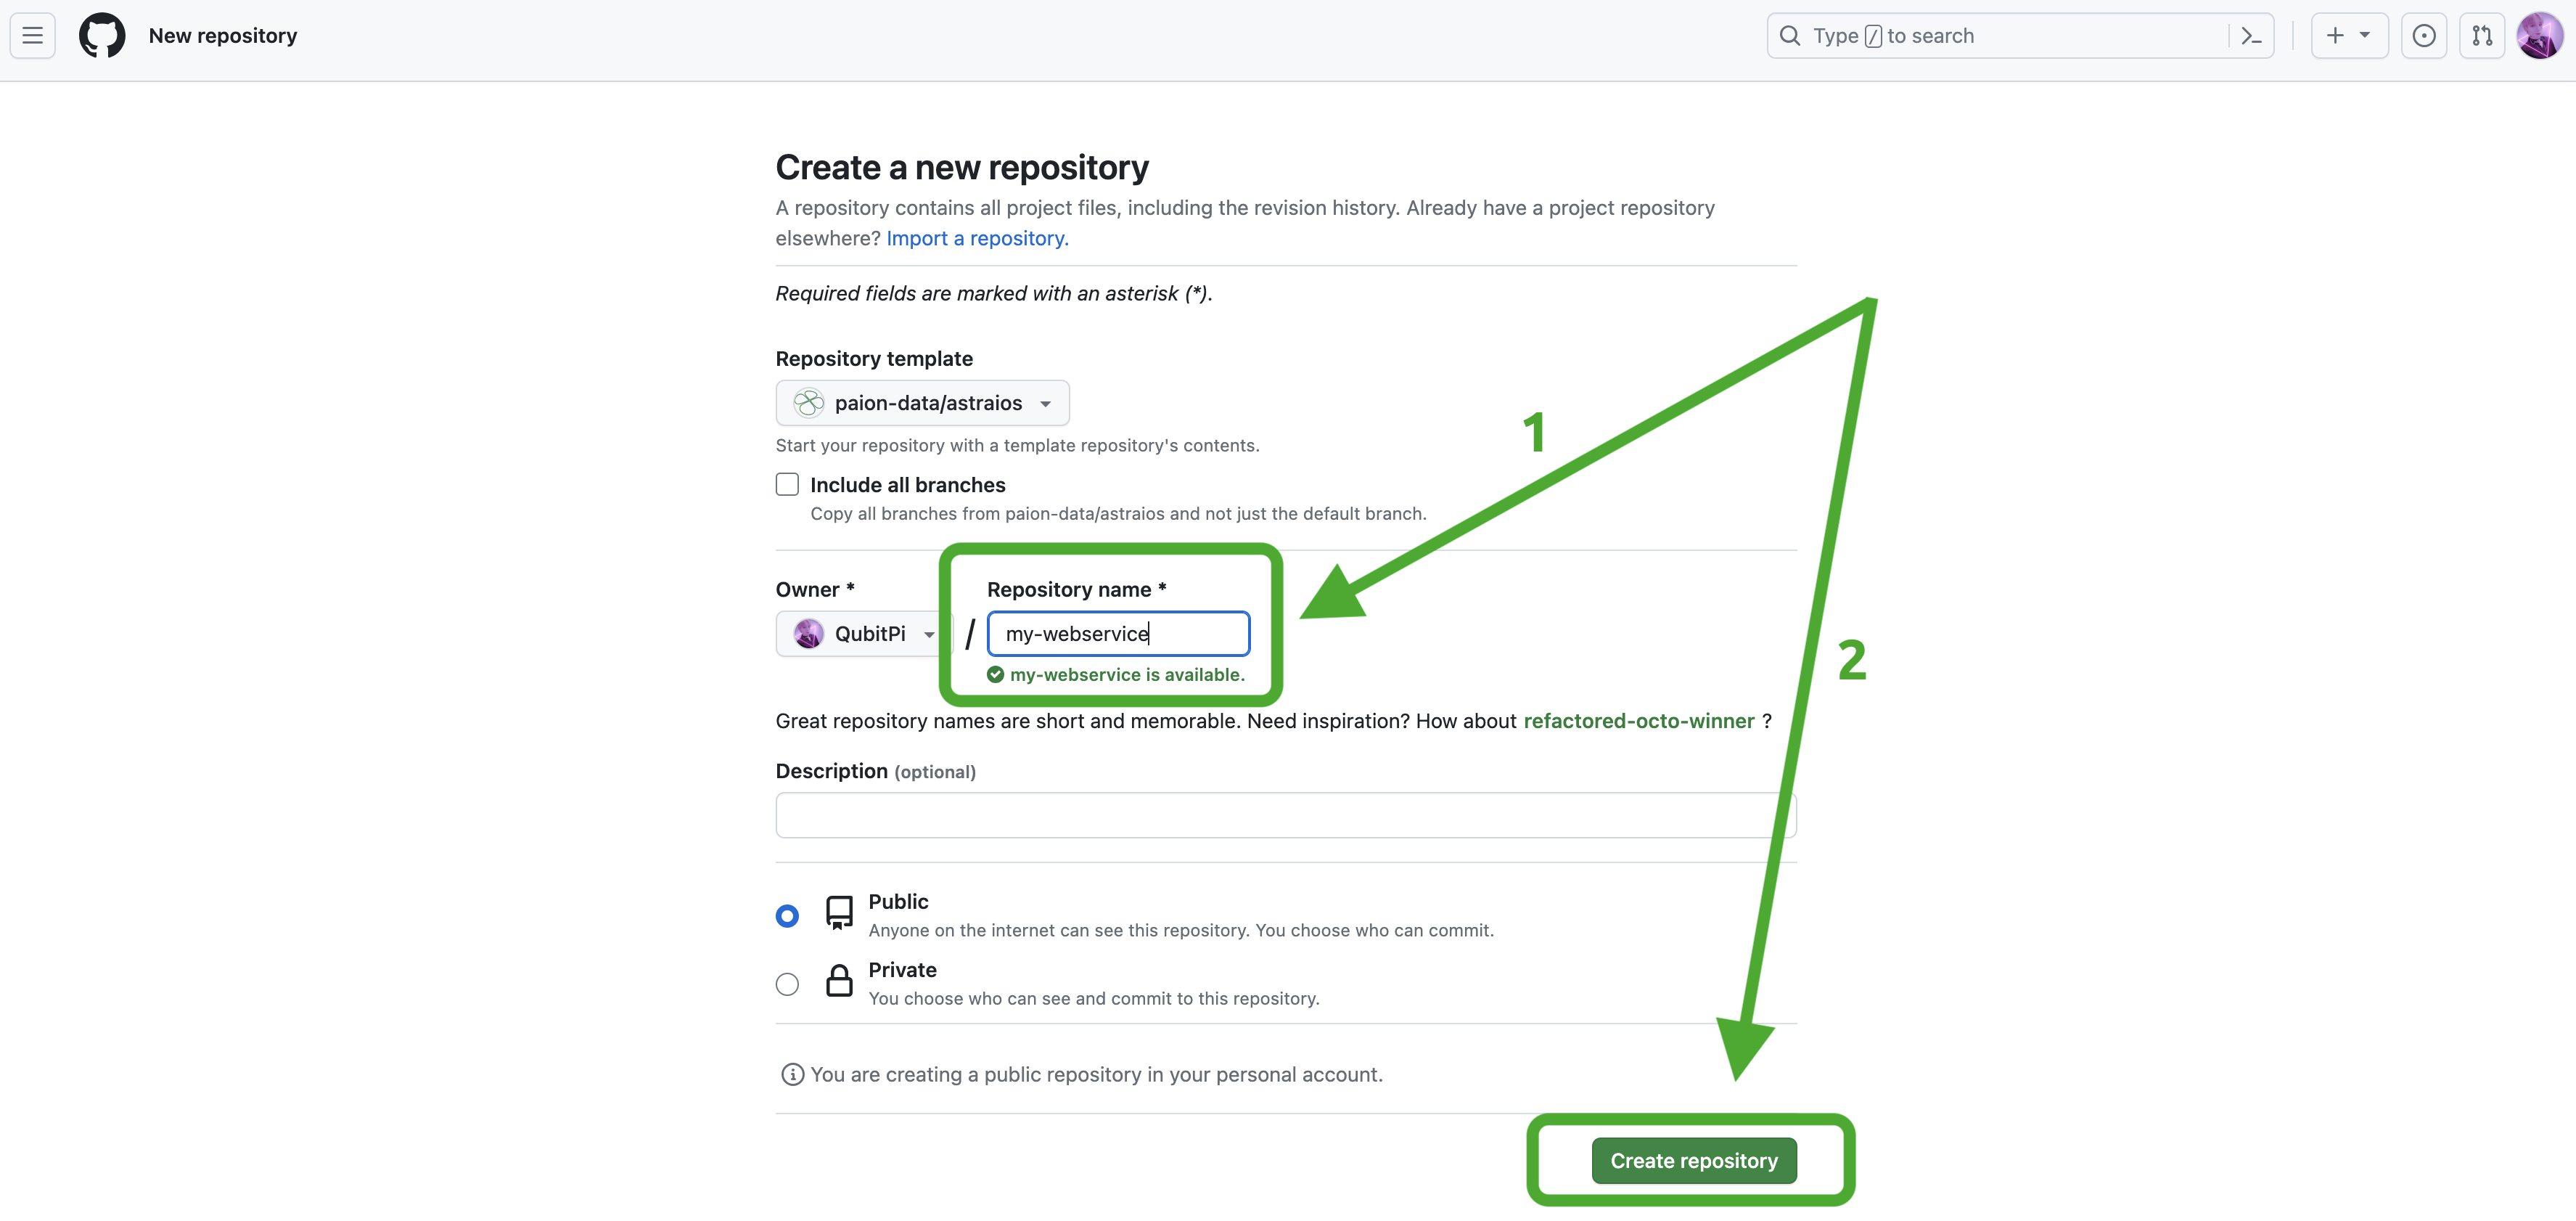 New repository
Type / to search
Create a new repository
A repository contains all project files, including the revision history. Already have a project repository
elsewhere? Import a repository.
Required fields are marked with an asterisk (*).
Repository template
paion-data/astraios
Start your repository with a template repository's contents.
1
Include all branches
Copy all branches from paion-data/astraios and not just the default branch.
Owner *
Repository name *
QubitPi
/
my-webservice
my-webservice is available.
2
Great repository names are short and memorable. Need inspiration? How about refactored-octo-winner ?
Description (optional)
Public
Anyone on the internet can see this repository. You choose who can commit.
Private
You choose who can see and commit to this repository.
You are creating a public repository in your personal account.
Create repository